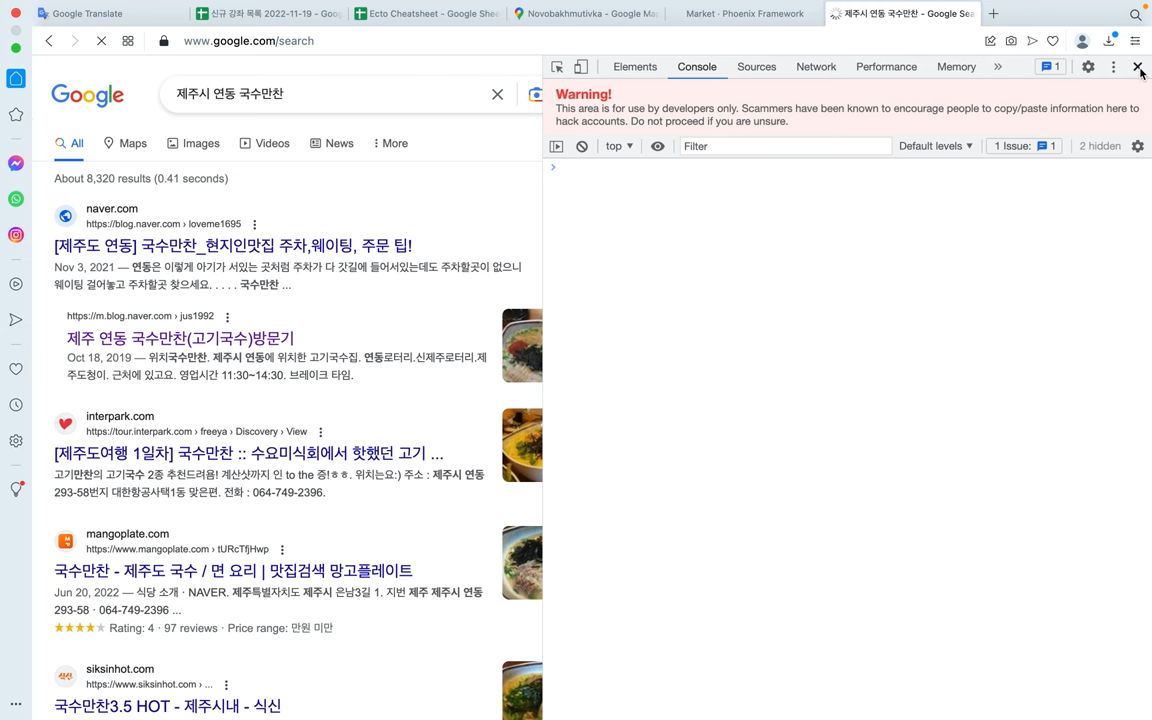 Google Translate
신규 강좌 목록 2022-11-19 - Goog
Ecto Cheatsheet - Google Shee
Novobakhmutivka - Google Ma
Market · Phoenix Framework
제주시 연동 국수만찬 - Google Sea
www.google.com/search
Elements
Console
Sources
Network
Performance
Memory
»
1
Warning!
This area is for use by developers only. Scammers have been known to encourage people to copy/paste information here to
hack accounts. Do not proceed if you are unsure.
top
Filter
Default levels
1 Issue:
1
2 hidden
Google
제주시 연동 국수만찬
All
Maps
Images
Videos
News
More
About 8,320 results (0.41 seconds)
naver.com
https://blog.naver.com › loveme1695
[제주도 연동] 국수만찬_현지인맛집 주차,웨이팅, 주문 팁!
Nov 3, 2021 — 연동은 이렇게 아기가 서있는 곳처럼 주차가 다 갓길에 들어서있는데도 주차할곳이 없으니
웨이팅 걸어놓고 주차할곳 찾으세요. . . . . 국수만찬 ...
https://m.blog.naver.com › jus1992
제주 연동 국수만찬(고기국수)방문기
Oct 18, 2019 — 위치국수만찬. 제주시 연동에 위치한 고기국수집. 연동로터리.신제주로터리.제
주도청이. 근처에 있고요. 영업시간 11:30~14:30. 브레이크 타임.
interpark.com
https://tour.interpark.com › freeya › Discovery › View
[제주도여행 1일차] 국수만찬 :: 수요미식회에서 핫했던 고기 ...
고기만찬의 고기국수 2종 추천드려욤! 계산샷까지 인 to the 증!ㅎㅎ. 위치는요:) 주소 : 제주시 연동
293-58번지 대한항공사택1동 맞은편. 전화 : 064-749-2396.
mangoplate.com
https://www.mangoplate.com › tURcTfjHwp
국수만찬 - 제주도 국수 / 면 요리 | 맛집검색 망고플레이트
Jun 20, 2022 — 식당 소개 · NAVER. 제주특별자치도 제주시 은남3길 1. 지번 제주 제주시 연동
293-58 · 064-749-2396 ...
Rating: 4 · 97 reviews · Price range: 만원 미만
식신
siksinhot.com
https://www.siksinhot.com › ...
국수만찬3.5 HOT - 제주시내 - 식신